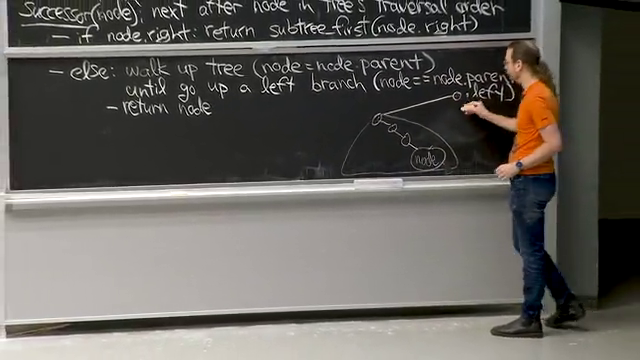 Successor(node): next after node in tree's traversal order
- if node.right: return subtree_first(node.right)
- else: walk up tree (node=node.parent)
until go up a left branch (node==node.paren
.left)
- return node
node